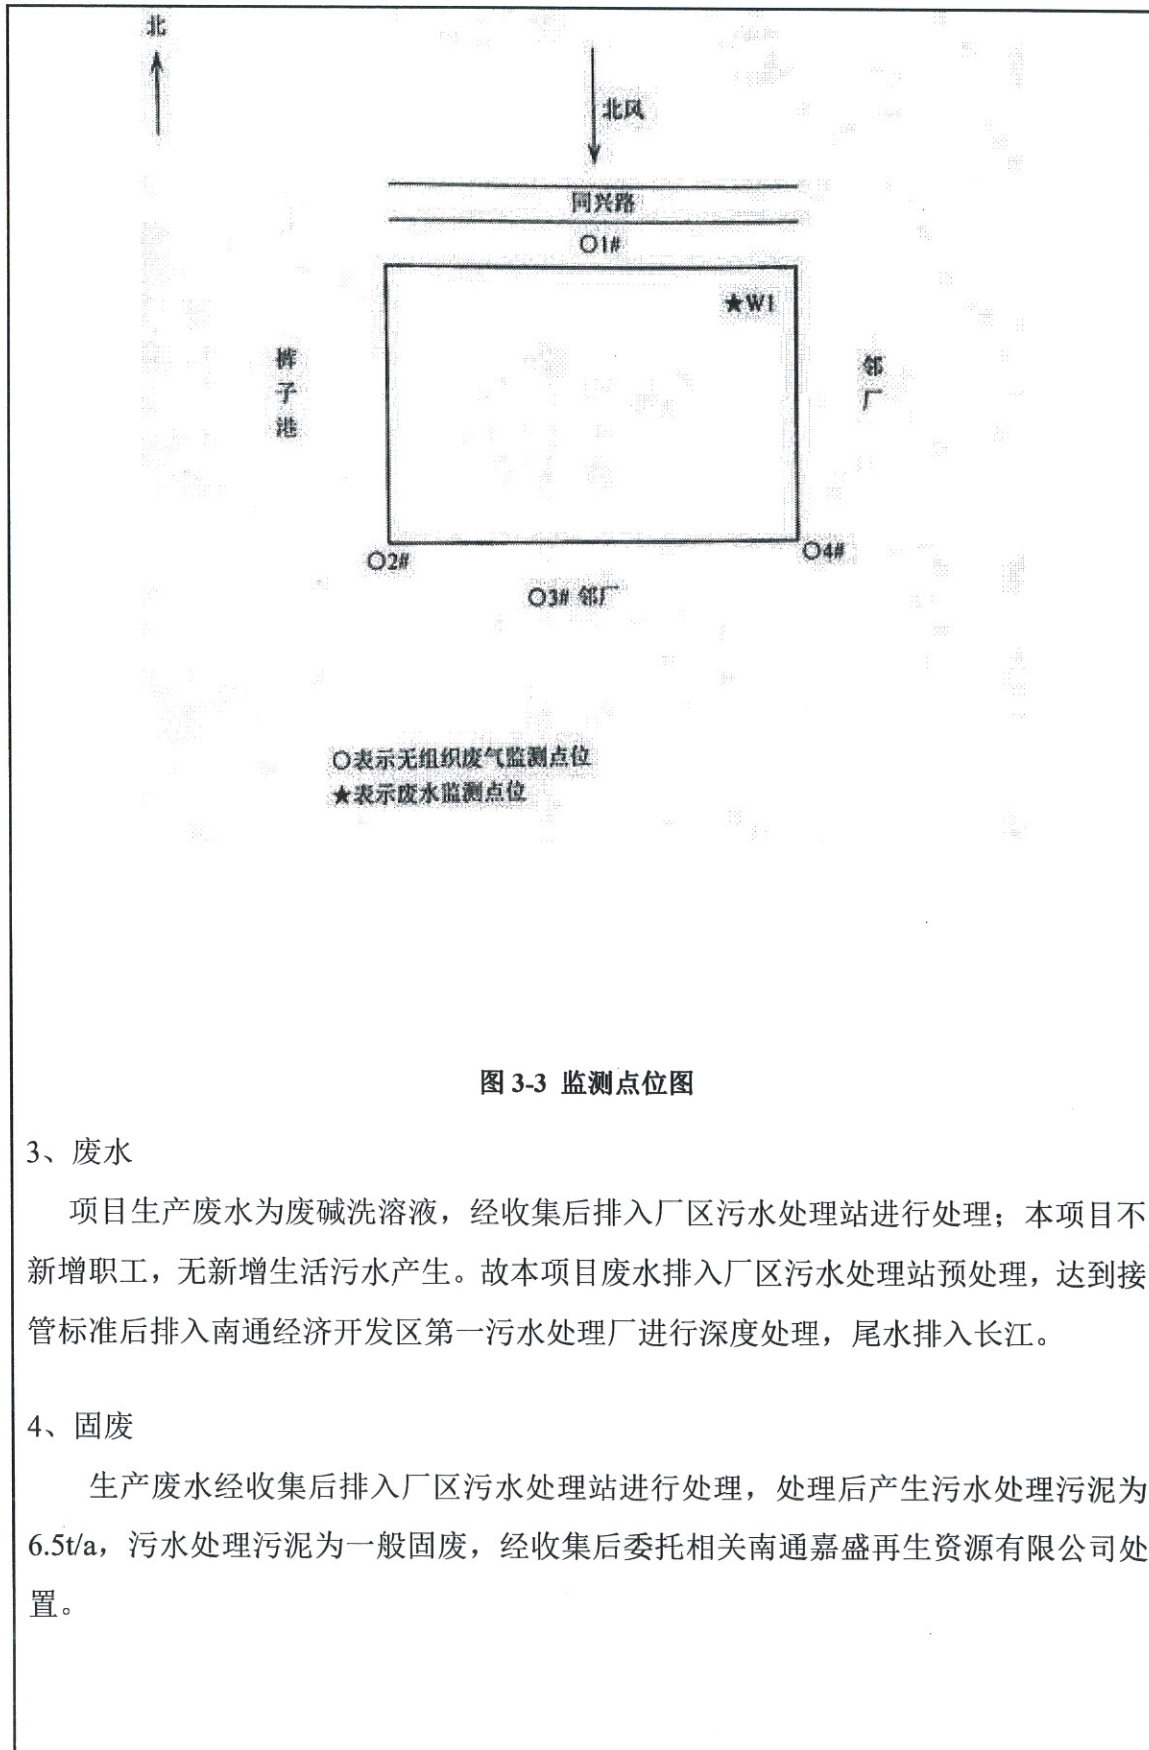 北
北风
同兴路
○1#
★W1
裤子港
邻厂
○2#
○4#
○3# 邻厂
○表示无组织废气监测点位
★表示废水监测点位
图 3-3 监测点位图
3、废水
项目生产废水为废碱洗溶液，经收集后排入厂区污水处理站进行处理；本项目不
新增职工，无新增生活污水产生。故本项目废水排入厂区污水处理站预处理，达到接
管标准后排入南通经济开发区第一污水处理厂进行深度处理，尾水排入长江。
4、固废
生产废水经收集后排入厂区污水处理站进行处理，处理后产生污水处理污泥为
6.5t/a，污水处理污泥为一般固废，经收集后委托相关南通嘉盛再生资源有限公司处
置。